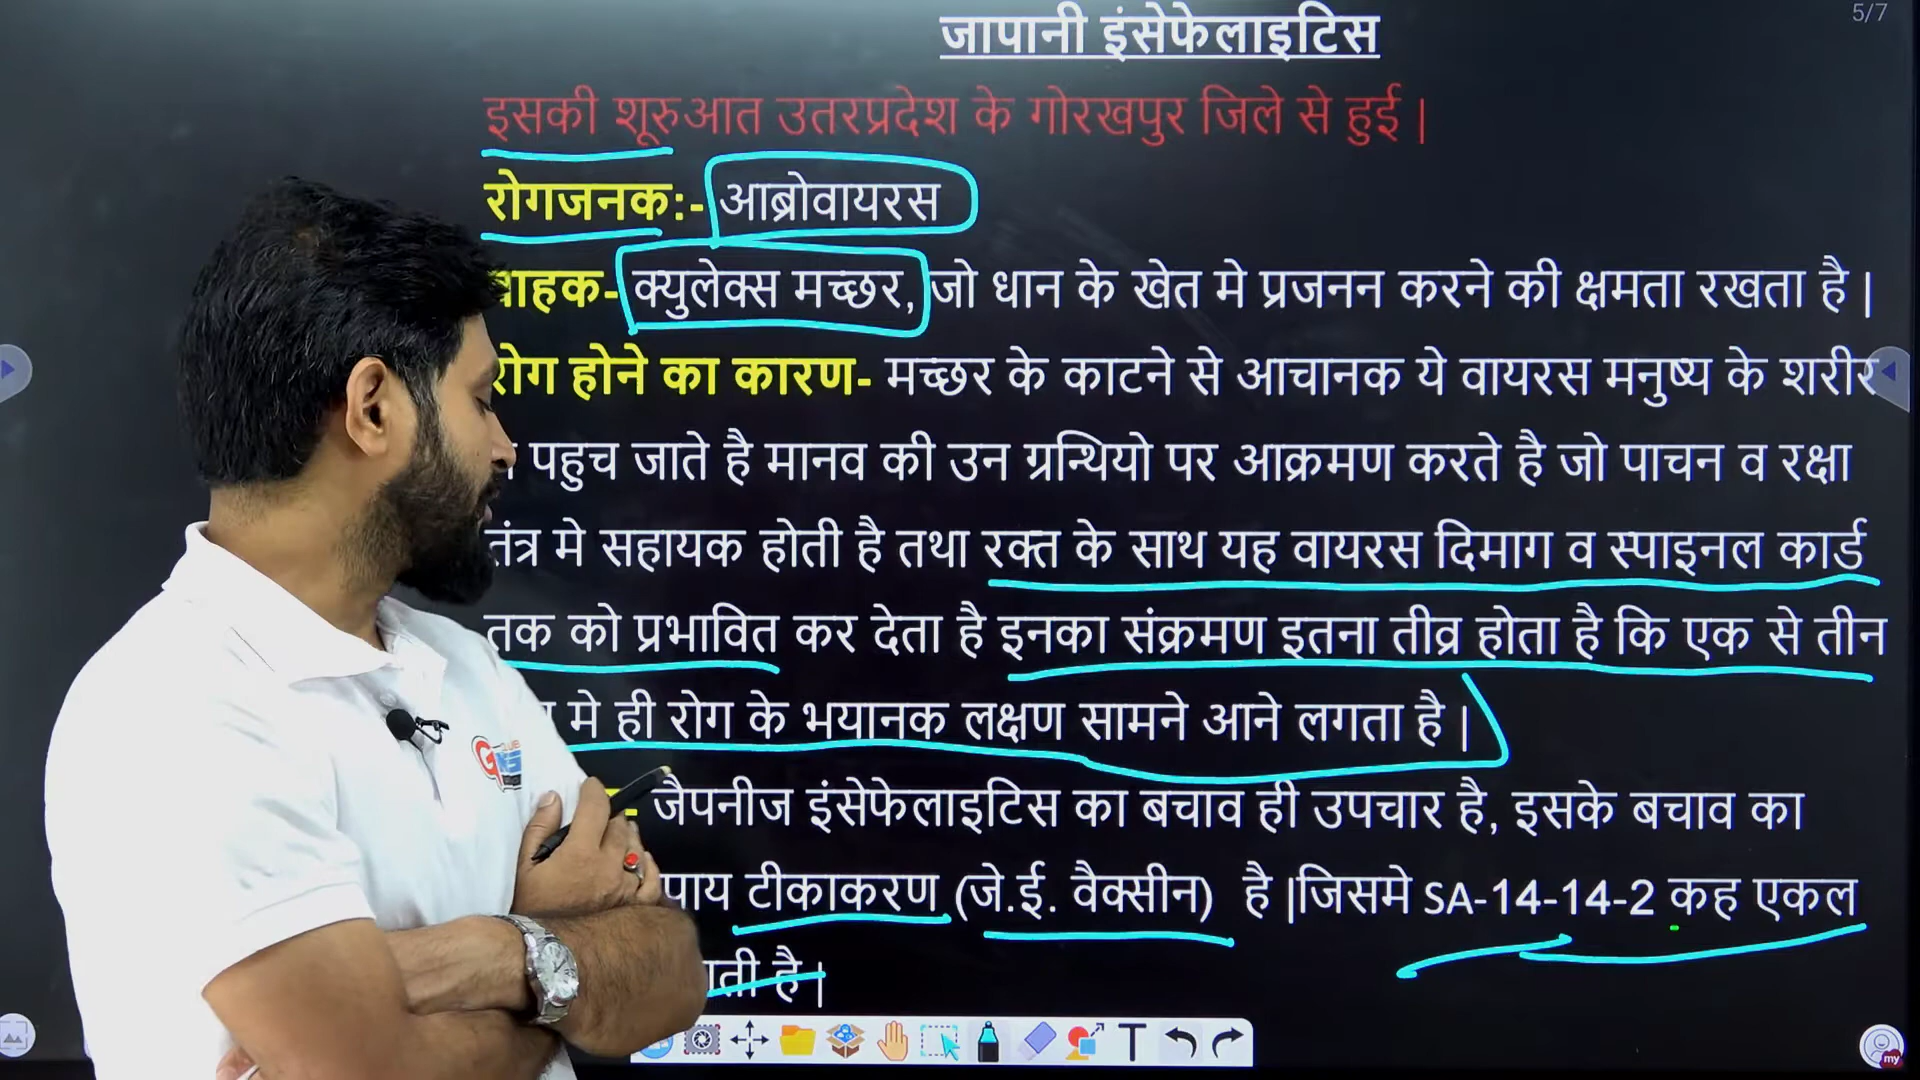 5/7
जापानी इंसेफेलाइटिस
इसकी शूरुआत उतरप्रदेश के गोरखपुर जिले से हुई |
रोगजनक:- आब्रोवायरस
क्युलेक्स मच्छर, जो धान के खेत मे प्रजनन करने की क्षमता रखता है |
रोग होने का कारण- मच्छर के काटने से आचानक ये वायरस मनुष्य के शरीर
पहुच जाते है मानव की उन ग्रन्थियो पर आक्रमण करते है जो पाचन व रक्षा
तंत्र मे सहायक होती है तथा रक्त के साथ यह वायरस दिमाग व स्पाइनल कार्ड
तक को प्रभावित कर देता है इनका संक्रमण इतना तीव्र होता है कि एक से तीन
मे ही रोग के भयानक लक्षण सामने आने लगता है |
जैपनीज इंसेफेलाइटिस का बचाव ही उपचार है, इसके बचाव का
टीकाकरण (जे.ई. वैक्सीन) है |जिसमे SA-14-14-2 कह एकल
है |
T
my